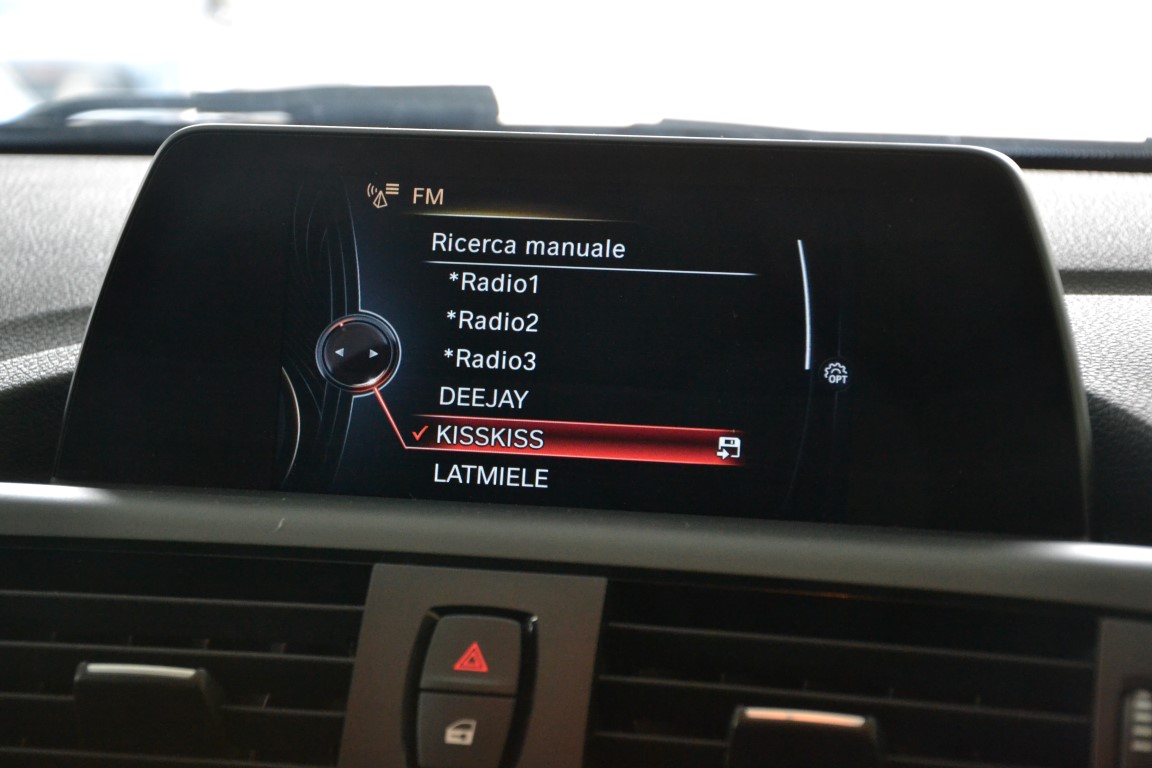 FM
Ricerca manuale
*Radio1
*Radio2
*Radio3
DEEJAY
KISSKISS
LATMIELE
OPT